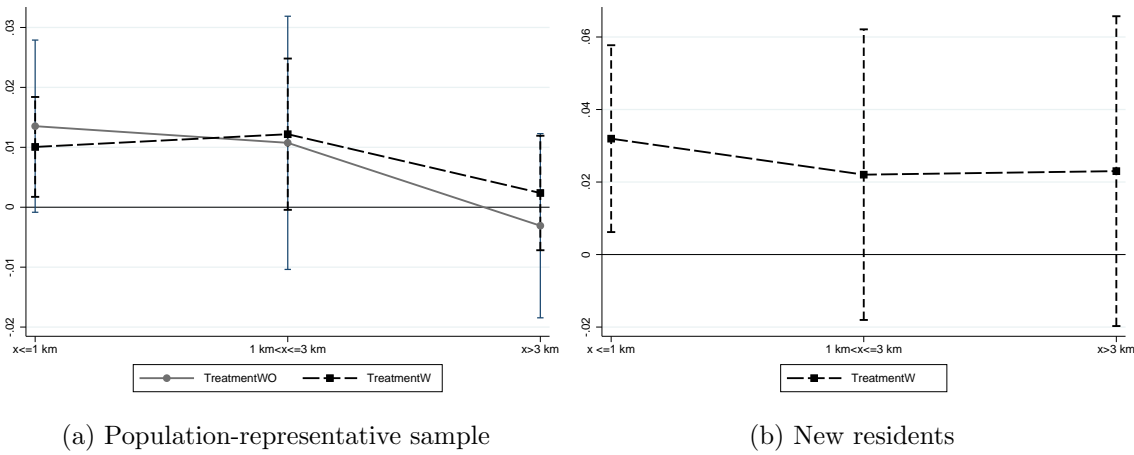 .03
.02
.01
0
-.01
-.02
x<=1 km
1 km<x<=3 km
x>3 km
TreatmentWO
TreatmentW
(a) Population-representative sample
.06
.04
.02
0
-.02
x <=1 km
1 km<x<=3 km
x>3 km
TreatmentW
(b) New residents